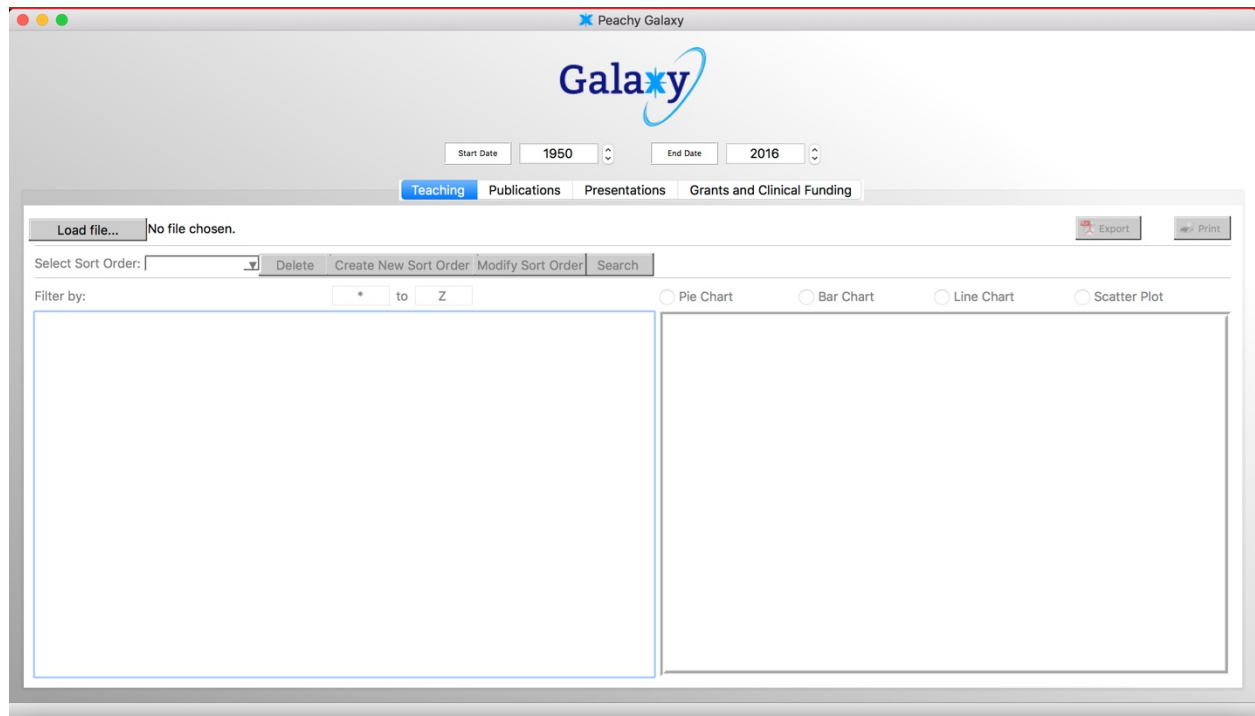 Peachy Galaxy
Galaxy
Start Date 1950 End Date 2016
Teaching Publications Presentations Grants and Clinical Funding
Load file... No file chosen. Export Print
Select Sort Order: Delete Create New Sort Order Modify Sort Order Search
Filter by: * to Z Pie Chart Bar Chart Line Chart Scatter Plot